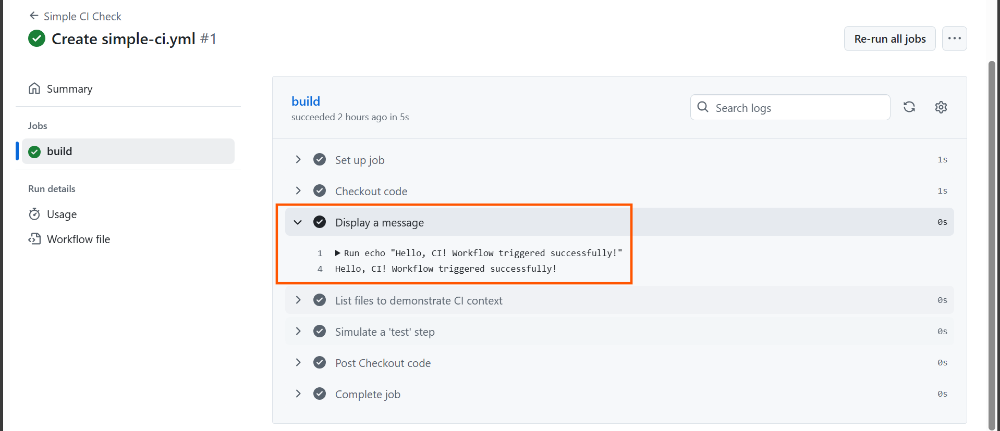 Simple CI Check
Create simple-ci.yml #1
Re-run all jobs
Summary
Jobs
build
Run details
Usage
Workflow file
build
succeeded 2 hours ago in 5s
Search logs
Set up job 1s
Checkout code 1s
Display a message 0s
1 Run echo "Hello, CI! Workflow triggered successfully!"
4 Hello, CI! Workflow triggered successfully!
List files to demonstrate CI context 0s
Simulate a 'test' step 0s
Post Checkout code 0s
Complete job 0s